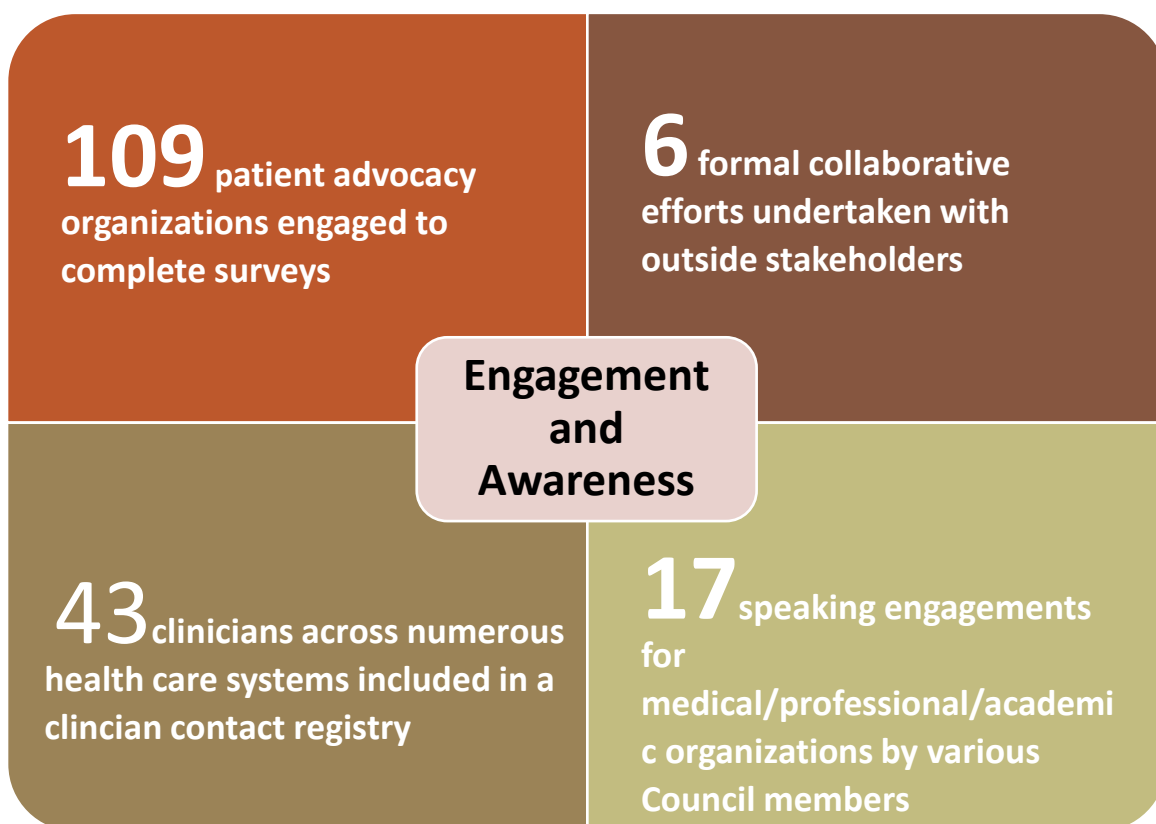 109 patient advocacy
organizations engaged to
complete surveys
6 formal collaborative
efforts undertaken with
outside stakeholders
Engagement
and
Awareness
43 clinicians across numerous
health care systems included in a
clincian contact registry
17 speaking engagements
for
medical/professional/academi
c organizations by various
Council members